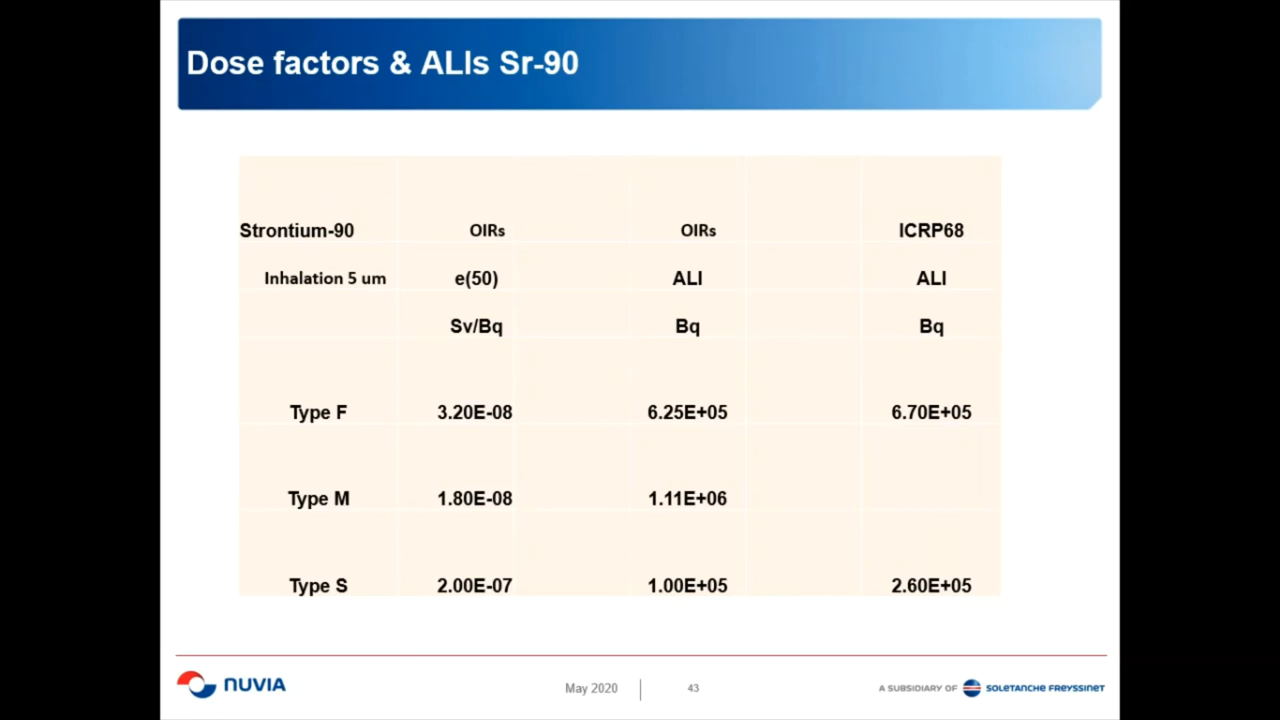 Dose factors & ALIs Sr-90
Strontium-90 OIRs OIRs ICRP68
Inhalation 5 um e(50) ALI ALI
Sv/Bq Bq Bq
Type F 3.20E-08 6.25E+05 6.70E+05
Type M 1.80E-08 1.11E+06
Type S 2.00E-07 1.00E+05 2.60E+05
NUVIA May 2020 43 A SUBSIDIARY OF SOLETANCHE FREYSSINET